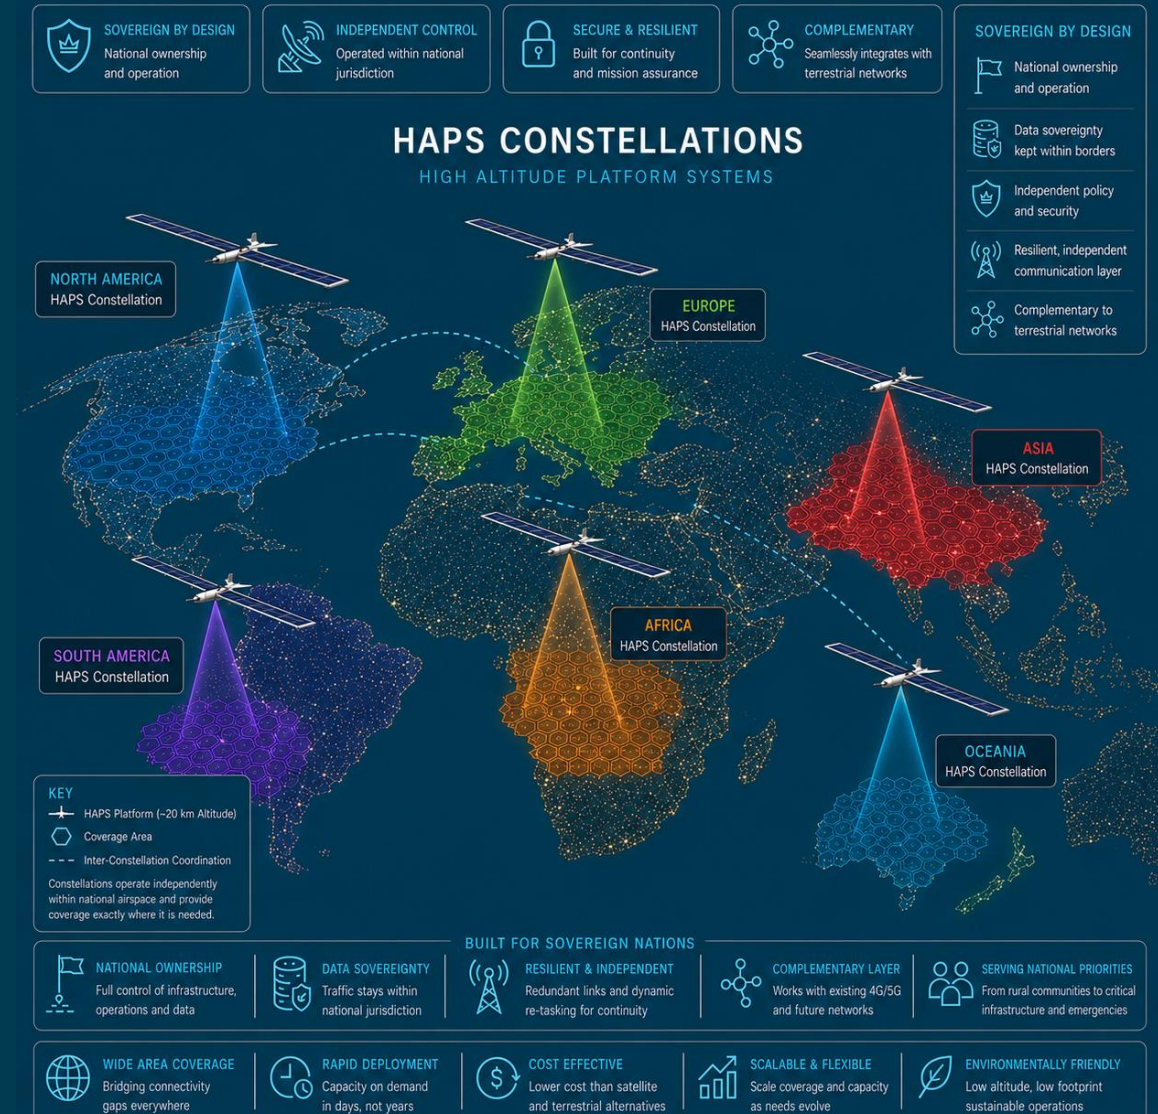 SOVEREIGN BY DESIGN
National ownership
and operation
INDEPENDENT CONTROL
Operated within national
jurisdiction
SECURE & RESILIENT
Built for continuity
and mission assurance
COMPLEMENTARY
Seamlessly integrates with
terrestrial networks
SOVEREIGN BY DESIGN
National ownership
and operation
Data sovereignty
kept within borders
Independent policy
and security
Resilient, independent
communication layer
Complementary to
terrestrial networks
HAPS CONSTELLATIONS
HIGH ALTITUDE PLATFORM SYSTEMS
NORTH AMERICA
HAPS Constellation
EUROPE
HAPS Constellation
ASIA
HAPS Constellation
SOUTH AMERICA
HAPS Constellation
AFRICA
HAPS Constellation
OCEANIA
HAPS Constellation
KEY
HAPS Platform (~20 km Altitude)
Coverage Area
Inter-Constellation Coordination
Constellations operate independently
within national airspace and provide
coverage exactly where it is needed.
BUILT FOR SOVEREIGN NATIONS
NATIONAL OWNERSHIP
Full control of infrastructure,
operations and data
DATA SOVEREIGNTY
Traffic stays within
national jurisdiction
RESILIENT & INDEPENDENT
Redundant links and dynamic
re-tasking for continuity
COMPLEMENTARY LAYER
Works with existing 4G/5G
and future networks
SERVING NATIONAL PRIORITIES
From rural communities to critical
infrastructure and emergencies
WIDE AREA COVERAGE
Bridging connectivity
gaps everywhere
RAPID DEPLOYMENT
Capacity on demand
in days, not years
COST EFFECTIVE
Lower cost than satellite
and terrestrial alternatives
SCALABLE & FLEXIBLE
Scale coverage and capacity
as needs evolve
ENVIRONMENTALLY FRIENDLY
Low altitude, low footprint
sustainable operations